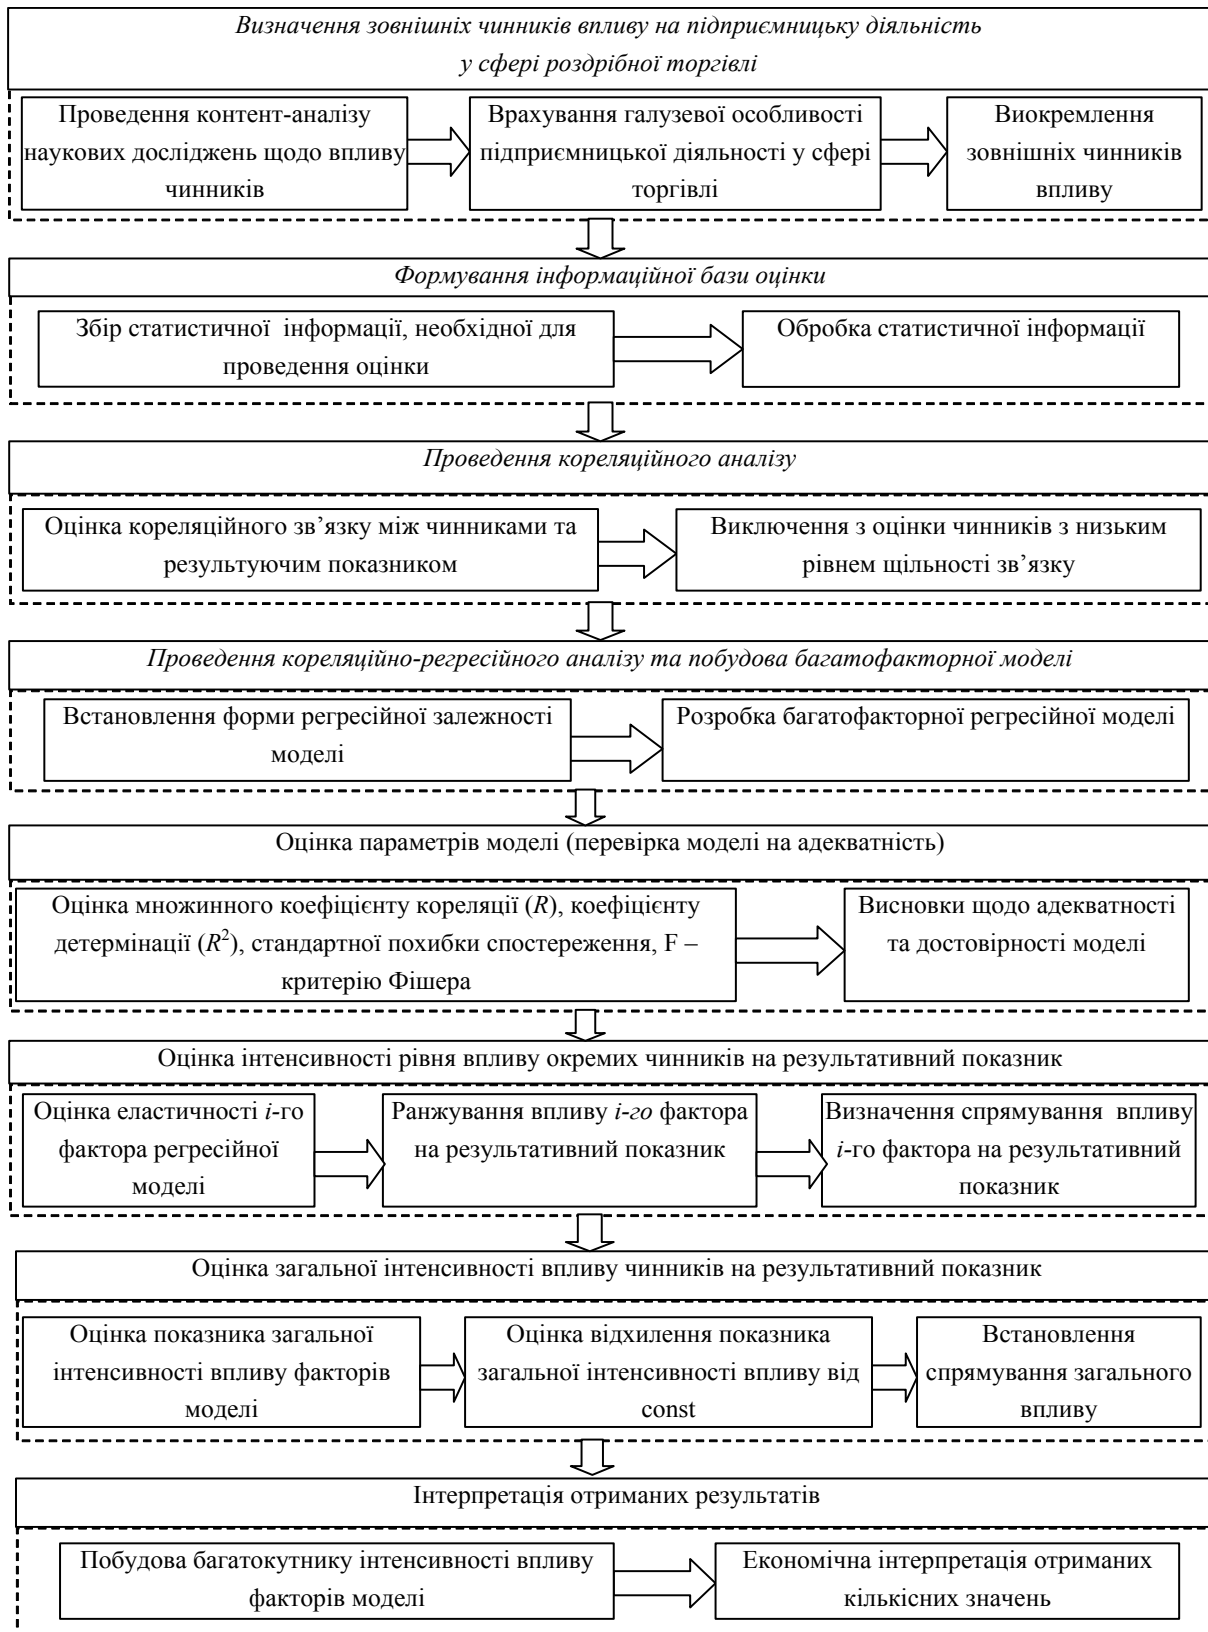 Визначення зовнішніх чинників впливу на підприємницьку діяльність
у сфері роздрібної торгівлі
Проведення контент-аналізу
наукових досліджень щодо впливу
чинників
Врахування галузевої особливості
підприємницької діяльності у сфері
торгівлі
Виокремлення
зовнішніх чинників
впливу
Формування інформаційної бази оцінки
Збір статистичної інформації, необхідної для
проведення оцінки
Обробка статистичної інформації
Проведення кореляційного аналізу
Оцінка кореляційного зв’язку між чинниками та
результуючим показником
Виключення з оцінки чинників з низьким
рівнем щільності зв’язку
Проведення кореляційно-регресійного аналізу та побудова багатофакторної моделі
Встановлення форми регресійної залежності
моделі
Розробка багатофакторної регресійної моделі
Оцінка параметрів моделі (перевірка моделі на адекватність)
Оцінка множинного коефіцієнту кореляції (R), коефіцієнту
детермінації (R²), стандартної похибки спостереження, F –
критерію Фішера
Висновки щодо адекватності
та достовірності моделі
Оцінка інтенсивності рівня впливу окремих чинників на результативний показник
Оцінка еластичності i-го
фактора регресійної
моделі
Ранжування впливу i-го фактора
на результативний показник
Визначення спрямування впливу
i-го фактора на результативний
показник
Оцінка загальної інтенсивності впливу чинників на результативний показник
Оцінка показника загальної
інтенсивності впливу факторів
моделі
Оцінка відхилення показника
загальної інтенсивності впливу від
const
Встановлення
спрямування загального
впливу
Інтерпретація отриманих результатів
Побудова багатокутнику інтенсивності впливу
факторів моделі
Економічна інтерпретація отриманих
кількісних значень